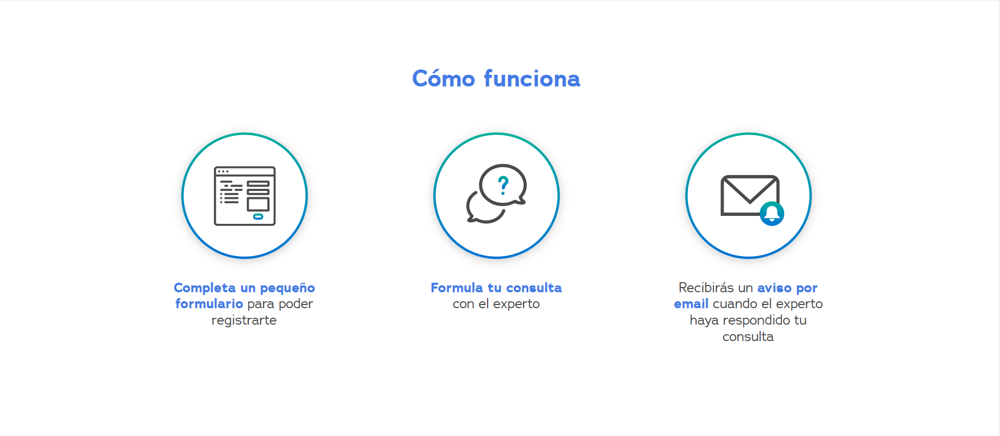 Cómo funciona
Completa un pequeño
formulario para poder
registrarte
Formula tu consulta
con el experto
Recibirás un aviso por
email cuando el experto
haya respondido tu
consulta